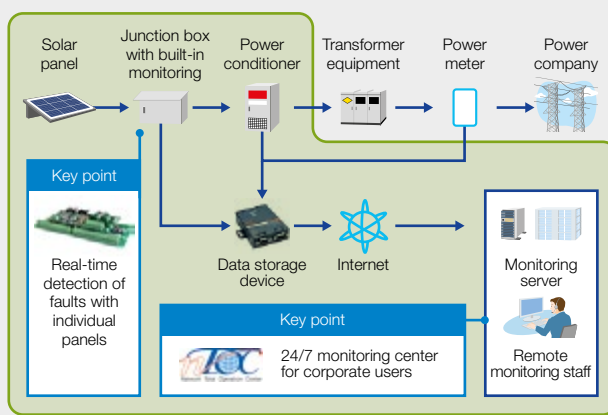 Solar
panel
Junction box
with built-in
monitoring
Power
conditioner
Transformer
equipment
Power
meter
Power
company
Key point
Real-time
detection of
faults with
individual
panels
Data storage
device
Internet
Monitoring
server
Remote
monitoring staff
Key point
nTOC
24/7 monitoring center
for corporate users